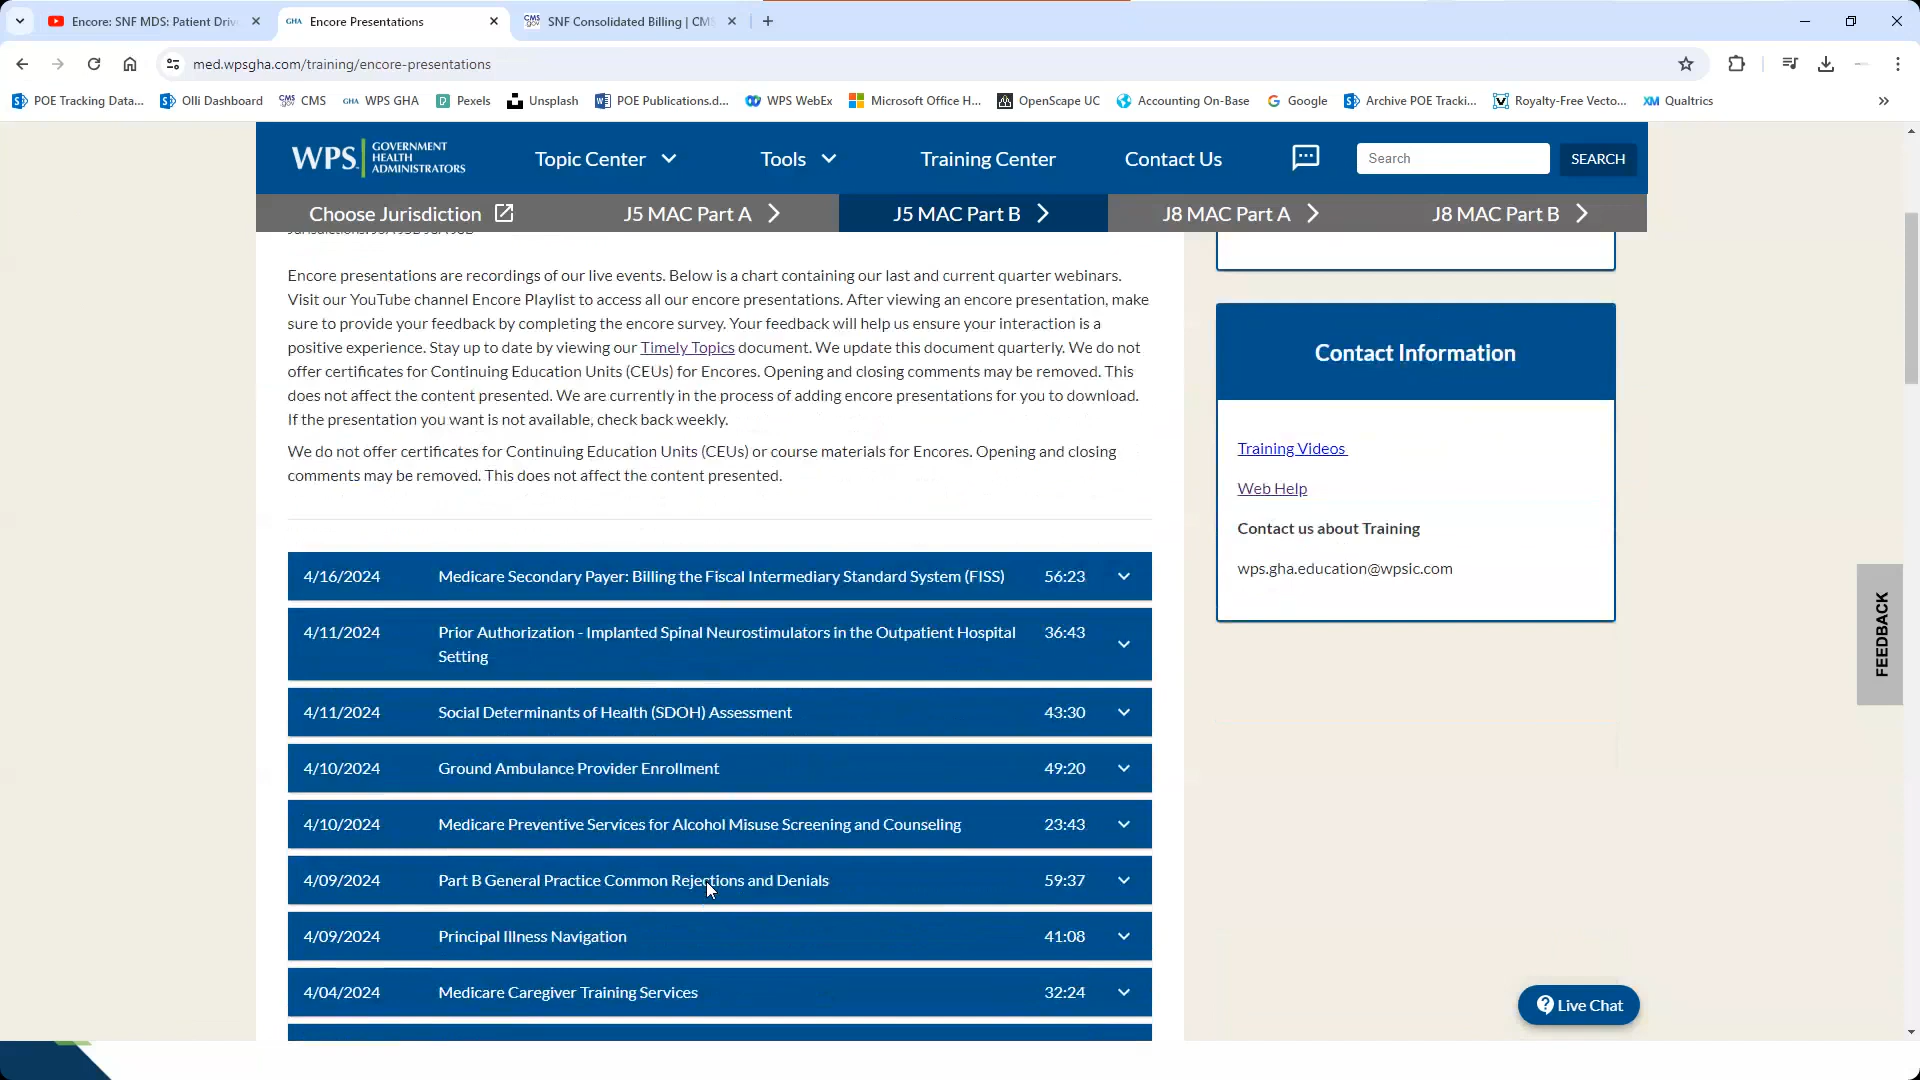 Encore: SNF MDS: Patient Driv
GHA Encore Presentations
SNF Consolidated Billing | CMS
med.wpsgha.com/training/encore-presentations
POE Tracking Data...
Olli Dashboard
CMS
GHA WPS GHA
Pexels
Unsplash
POE Publications.d...
WPS WebEx
Microsoft Office H...
OpenScape UC
Accounting On-Base
Google
Archive POE Tracki...
Royalty-Free Vecto...
XM Qualtrics
WPS GOVERNMENT HEALTH ADMINISTRATORS
Topic Center
Tools
Training Center
Contact Us
Search
SEARCH
Choose Jurisdiction
J5 MAC Part A
J5 MAC Part B
J8 MAC Part A
J8 MAC Part B
Encore presentations are recordings of our live events. Below is a chart containing our last and current quarter webinars.
Visit our YouTube channel Encore Playlist to access all our encore presentations. After viewing an encore presentation, make
sure to provide your feedback by completing the encore survey. Your feedback will help us ensure your interaction is a
positive experience. Stay up to date by viewing our Timely Topics document. We update this document quarterly. We do not
offer certificates for Continuing Education Units (CEUs) for Encores. Opening and closing comments may be removed. This
does not affect the content presented. We are currently in the process of adding encore presentations for you to download.
If the presentation you want is not available, check back weekly.
We do not offer certificates for Continuing Education Units (CEUs) or course materials for Encores. Opening and closing
comments may be removed. This does not affect the content presented.
4/16/2024 Medicare Secondary Payer: Billing the Fiscal Intermediary Standard System (FISS) 56:23
4/11/2024 Prior Authorization - Implanted Spinal Neurostimulators in the Outpatient Hospital 36:43
Setting
4/11/2024 Social Determinants of Health (SDOH) Assessment 43:30
4/10/2024 Ground Ambulance Provider Enrollment 49:20
4/10/2024 Medicare Preventive Services for Alcohol Misuse Screening and Counseling 23:43
4/09/2024 Part B General Practice Common Rejections and Denials 59:37
4/09/2024 Principal Illness Navigation 41:08
4/04/2024 Medicare Caregiver Training Services 32:24
Contact Information
Training Videos
Web Help
Contact us about Training
wps.gha.education@wpsic.com
FEEDBACK
Live Chat